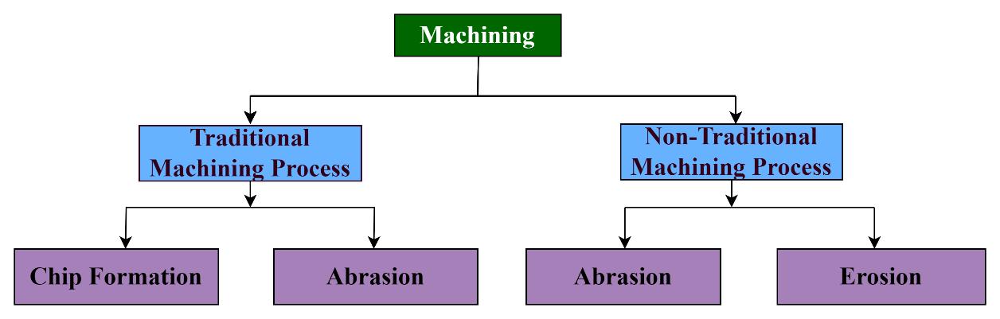 Machining
Traditional
Machining Process
Non-Traditional
Machining Process
Chip Formation
Abrasion
Abrasion
Erosion